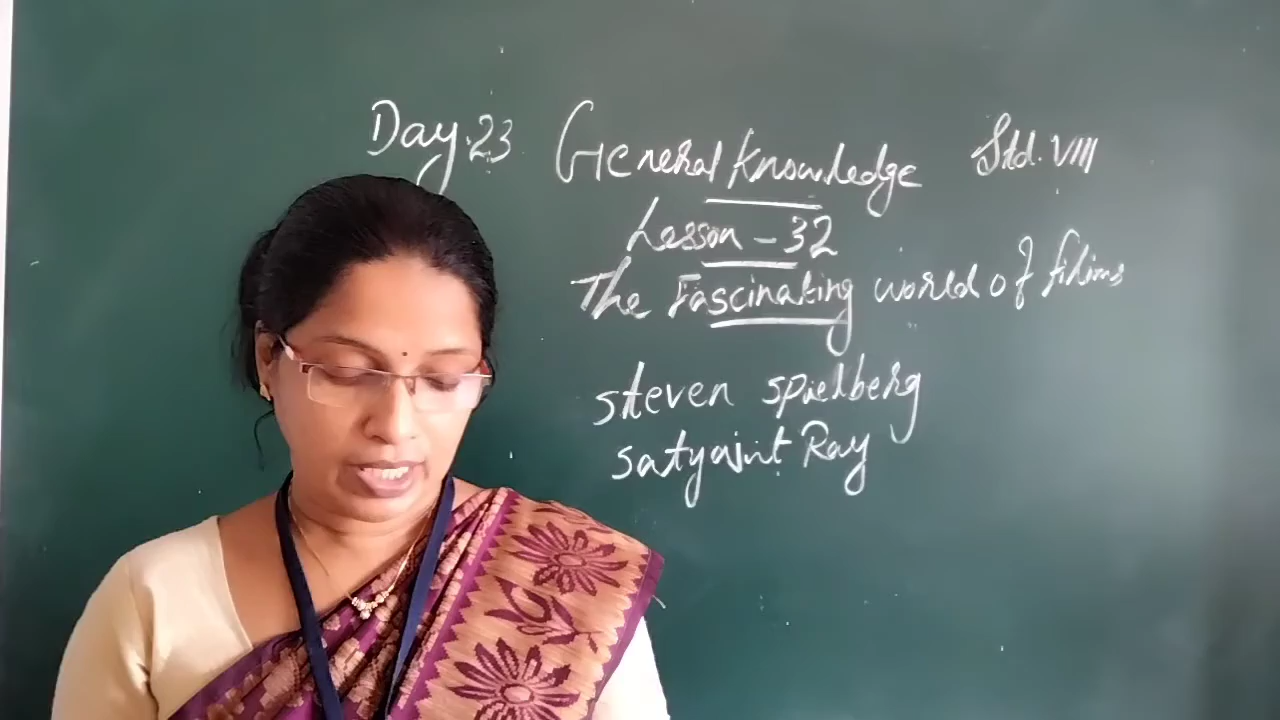 Day.23 General Knowledge Std. VIII
Lesson - 32
The Fascinating world of films
Steven Spielberg
Satyajit Ray